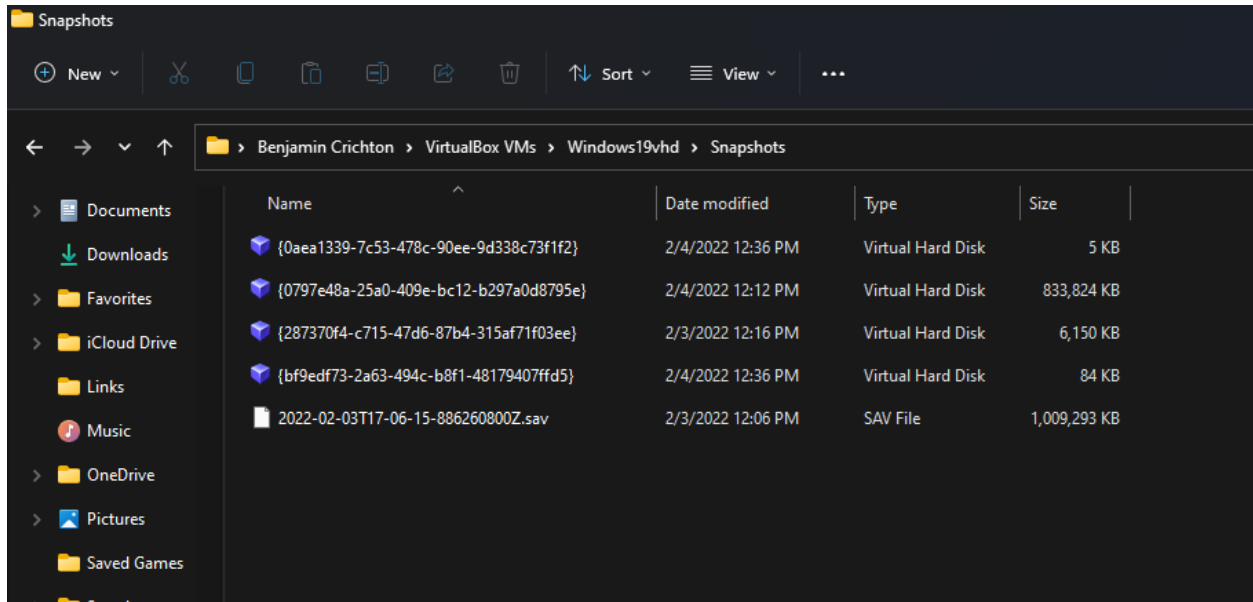 Snapshots
New Sort View
Benjamin Crichton > VirtualBox VMs > Windows19vhd > Snapshots
Documents
Downloads
Favorites
iCloud Drive
Links
Music
OneDrive
Pictures
Saved Games
Name Date modified Type Size
{0aea1339-7c53-478c-90ee-9d338c73f1f2} 2/4/2022 12:36 PM Virtual Hard Disk 5 KB
{0797e48a-25a0-409e-bc12-b297a0d8795e} 2/4/2022 12:12 PM Virtual Hard Disk 833,824 KB
{287370f4-c715-47d6-87b4-315af71f03ee} 2/3/2022 12:16 PM Virtual Hard Disk 6,150 KB
{bf9edf73-2a63-494c-b8f1-48179407ffd5} 2/4/2022 12:36 PM Virtual Hard Disk 84 KB
2022-02-03T17-06-15-886260800Z.sav 2/3/2022 12:06 PM SAV File 1,009,293 KB